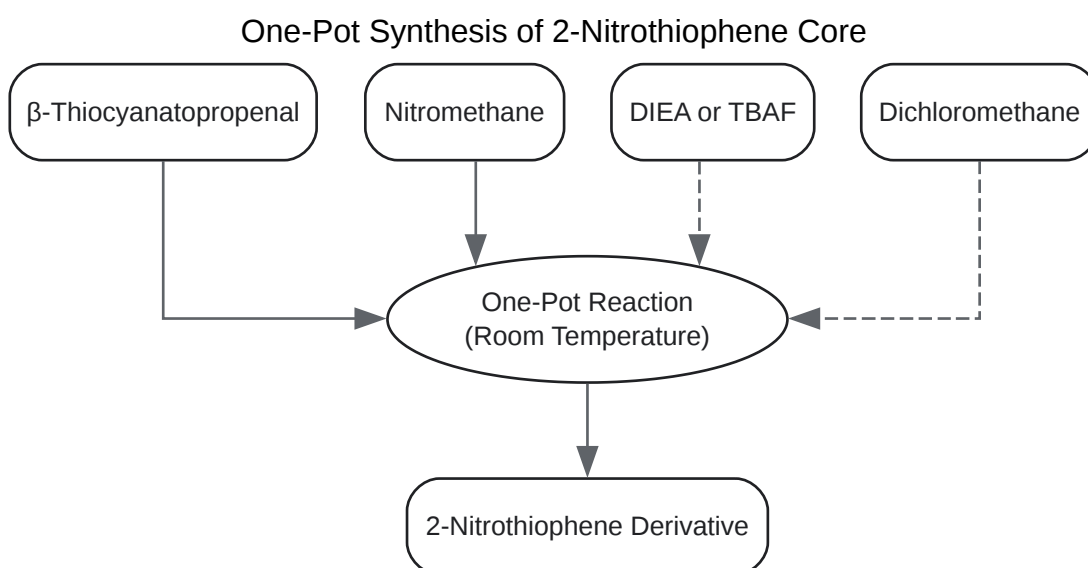 One-Pot Synthesis of 2-Nitrothiophene Core
β-Thiocyanatopropenal
Nitromethane
DIEA or TBAF
Dichloromethane
One-Pot Reaction
(Room Temperature)
2-Nitrothiophene Derivative